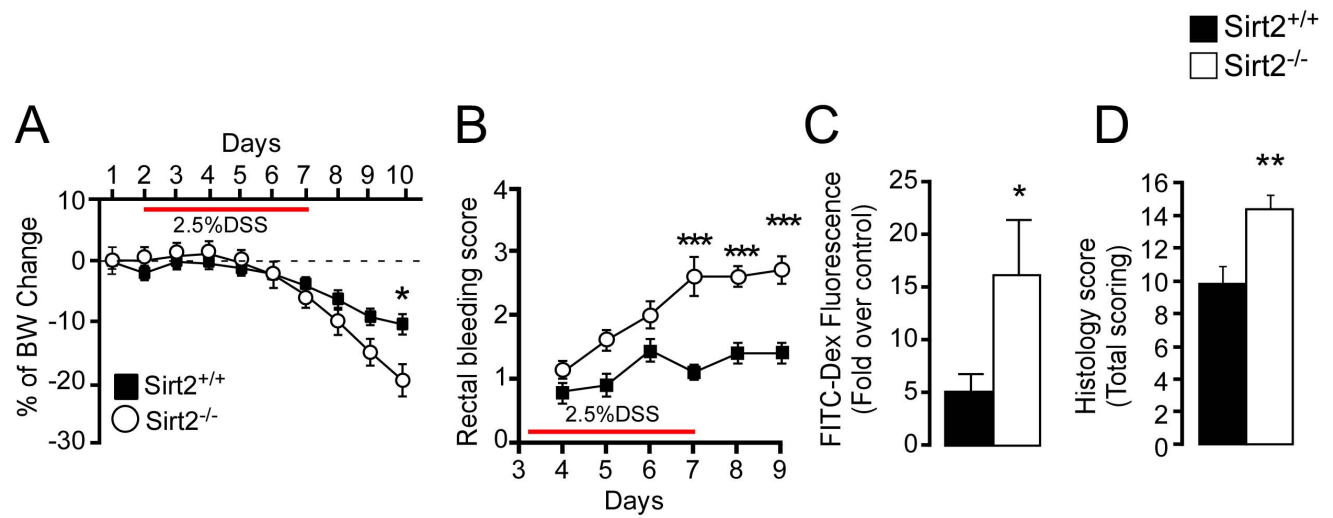 Sirt2+/+
Sirt2-/-
A
Days
1 2 3 4 5 6 7 8 9 10
10
0
-10
-20
-30
% of BW Change
2.5%DSS
*
Sirt2+/+
Sirt2-/-
B
Rectal bleeding score
4
3
2
1
0
*** *** ***
2.5%DSS
3 4 5 6 7 8 9
Days
C
FITC-Dex Fluorescence
(Fold over control)
25
20
15
10
5
0
*
D
Histology score
(Total scoring)
16
14
12
10
8
6
4
2
0
**